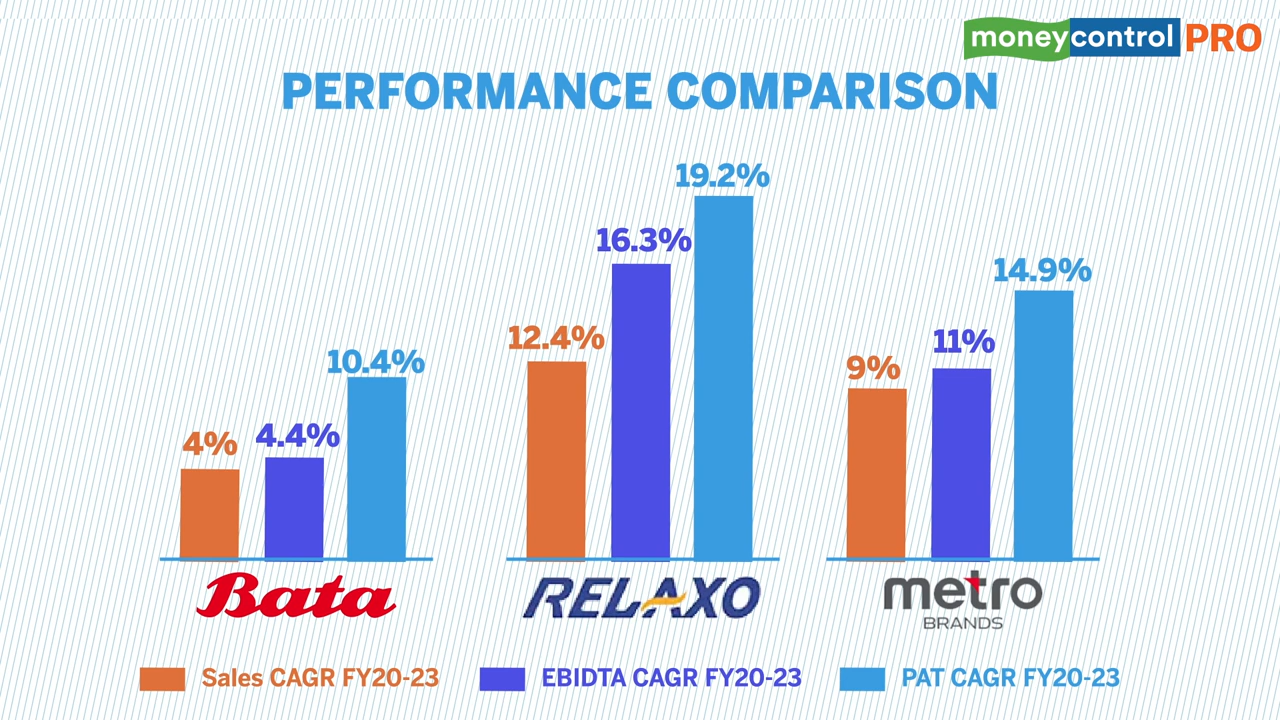 moneycontrol PRO
PERFORMANCE COMPARISON
4%
4.4%
10.4%
12.4%
16.3%
19.2%
9%
11%
14.9%
Bata
RELAXO
metro
BRANDS
Sales CAGR FY20-23
EBIDTA CAGR FY20-23
PAT CAGR FY20-23